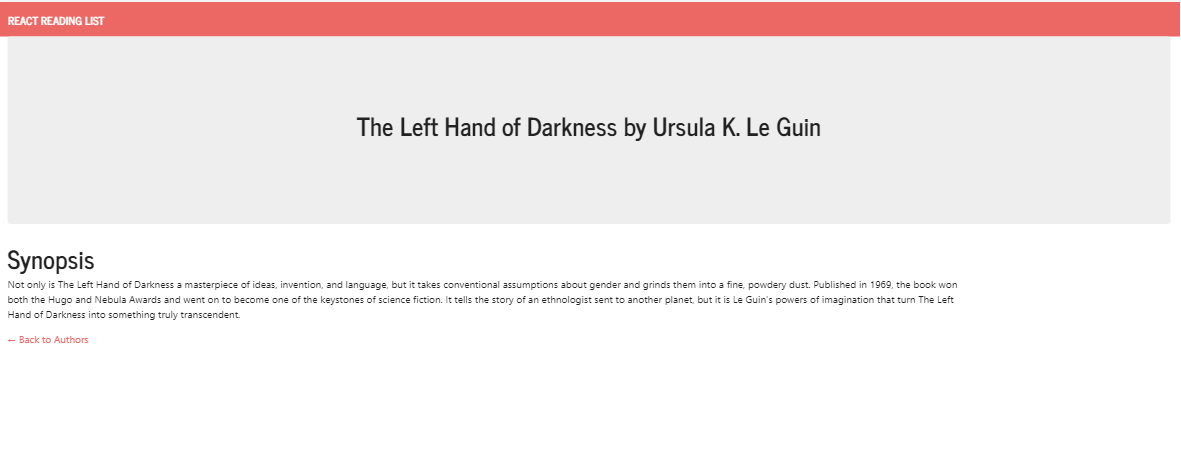 REACT READING LIST
The Left Hand of Darkness by Ursula K. Le Guin
Synopsis
Not only is The Left Hand of Darkness a masterpiece of ideas, invention, and language, but it takes conventional assumptions about gender and grinds them into a fine, powdery dust. Published in 1969, the book won
both the Hugo and Nebula Awards and went on to become one of the keystones of science fiction. It tells the story of an ethnologist sent to another planet, but it is Le Guin's powers of imagination that turn The Left
Hand of Darkness into something truly transcendent.
← Back to Authors